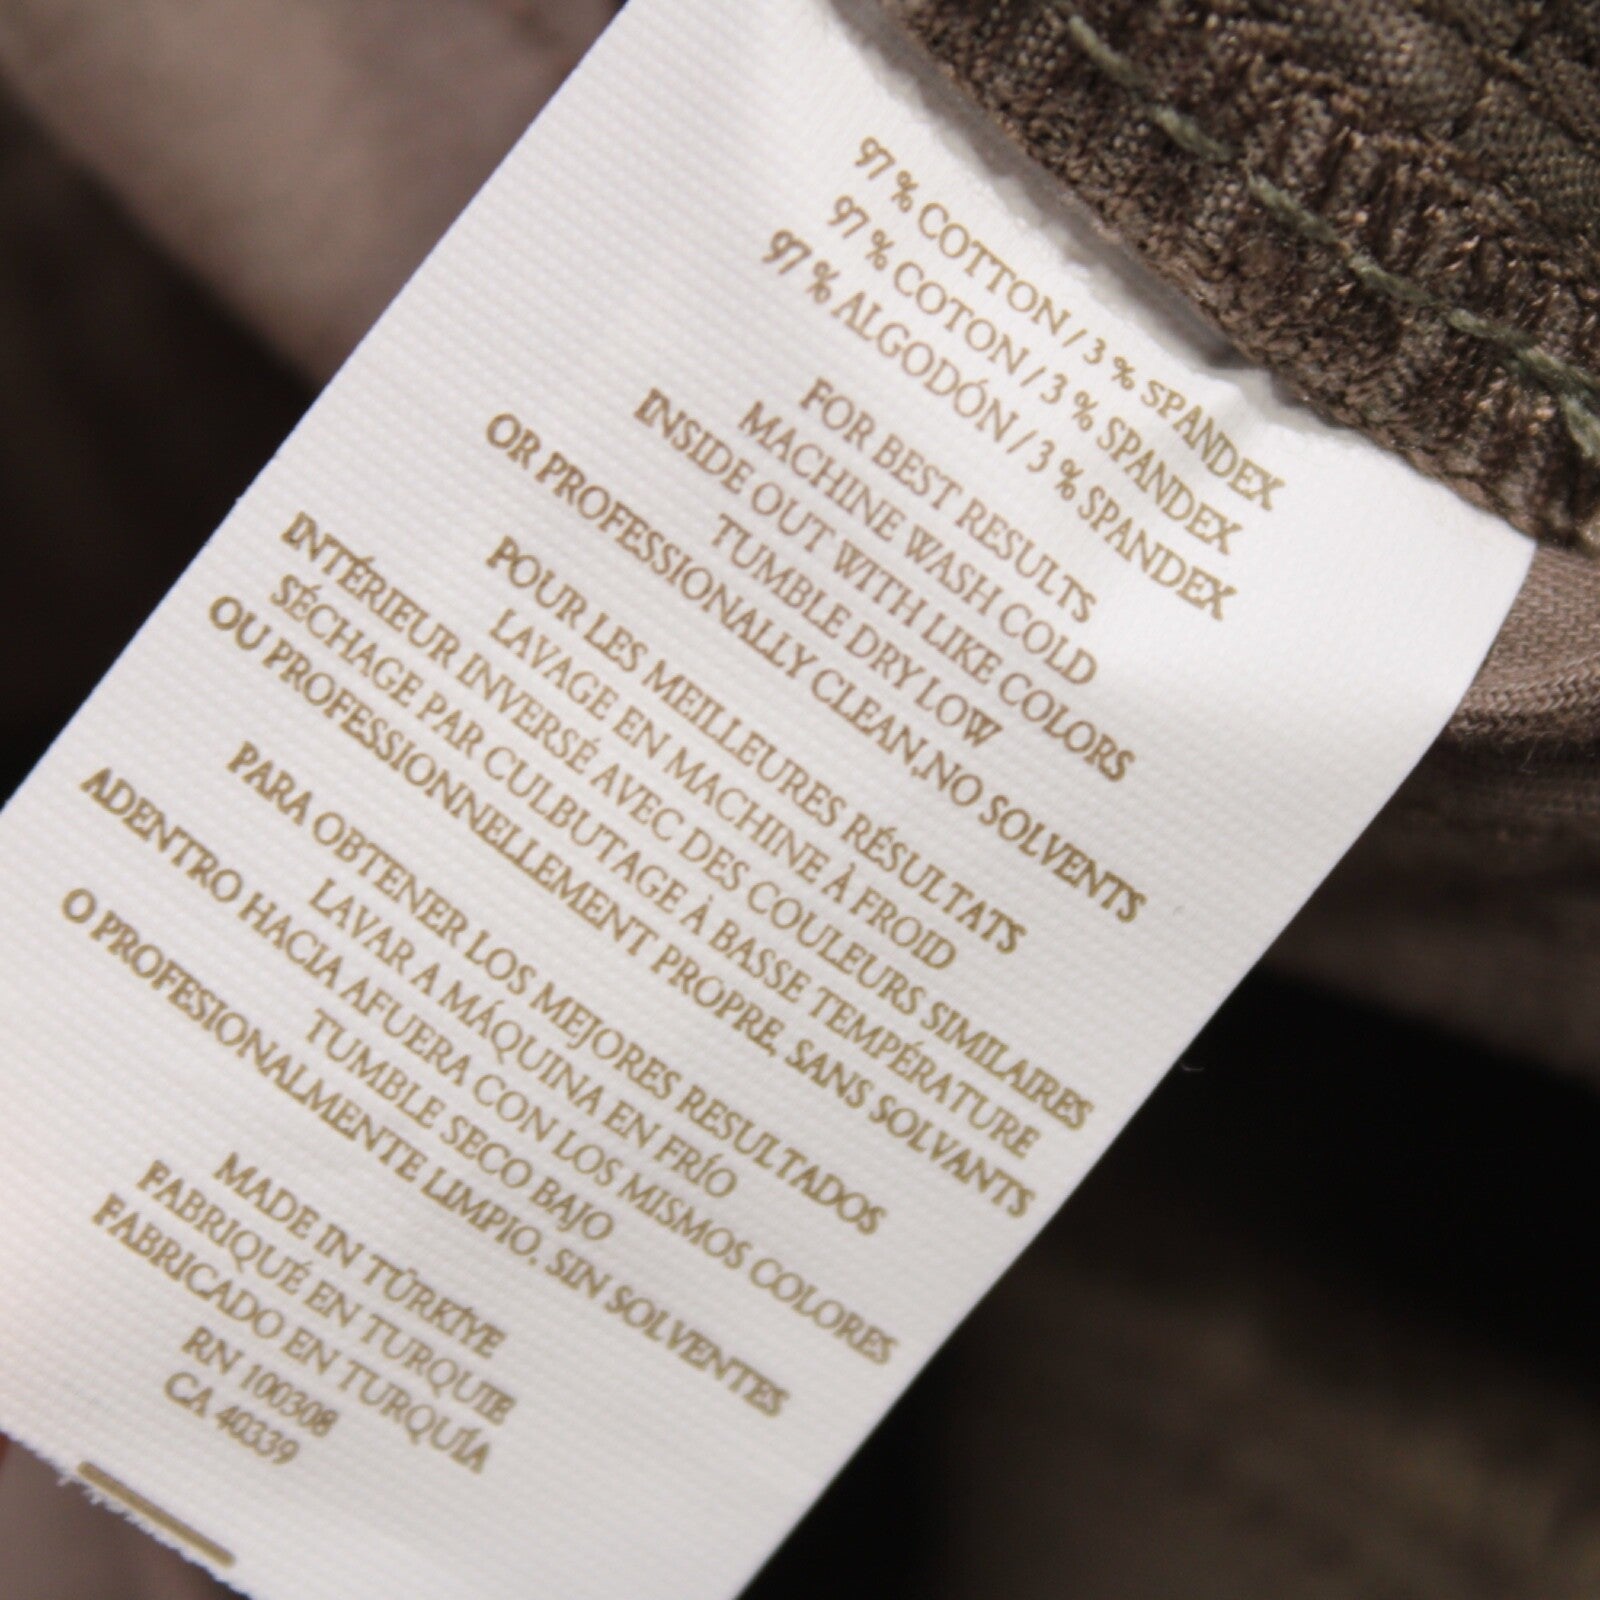 97 % COTTON / 3 % SPANDEX
97 % COTON / 3 % SPANDEX
97 % ALGODÓN / 3 % SPANDEX
FOR BEST RESULTS
MACHINE WASH COLD
INSIDE OUT WITH LIKE COLORS
TUMBLE DRY LOW
OR PROFESSIONALLY CLEAN,NO SOLVENTS
POUR LES MEILLEURES RÉSULTATS
LAVAGE EN MACHINE À FROID
INTÉRIEUR INVERSÉ AVEC DES COULEURS SIMILAIRES
SÉCHAGE PAR CULBUTAGE À BASSE TEMPÉRATURE
OU PROFESSIONNELLEMENT PROPRE, SANS SOLVANTS
PARA OBTENER LOS MEJORES RESULTADOS
LAVAR A MÁQUINA EN FRÍO
ADENTRO HACIA AFUERA CON LOS MISMOS COLORES
TUMBLE SECO BAJO
O PROFESIONALMENTE LIMPIO, SIN SOLVENTES
MADE IN TÜRKİYE
FABRIQUÉ EN TURQUIE
FABRICADO EN TURQUÍA
RN 100308
CA 40339